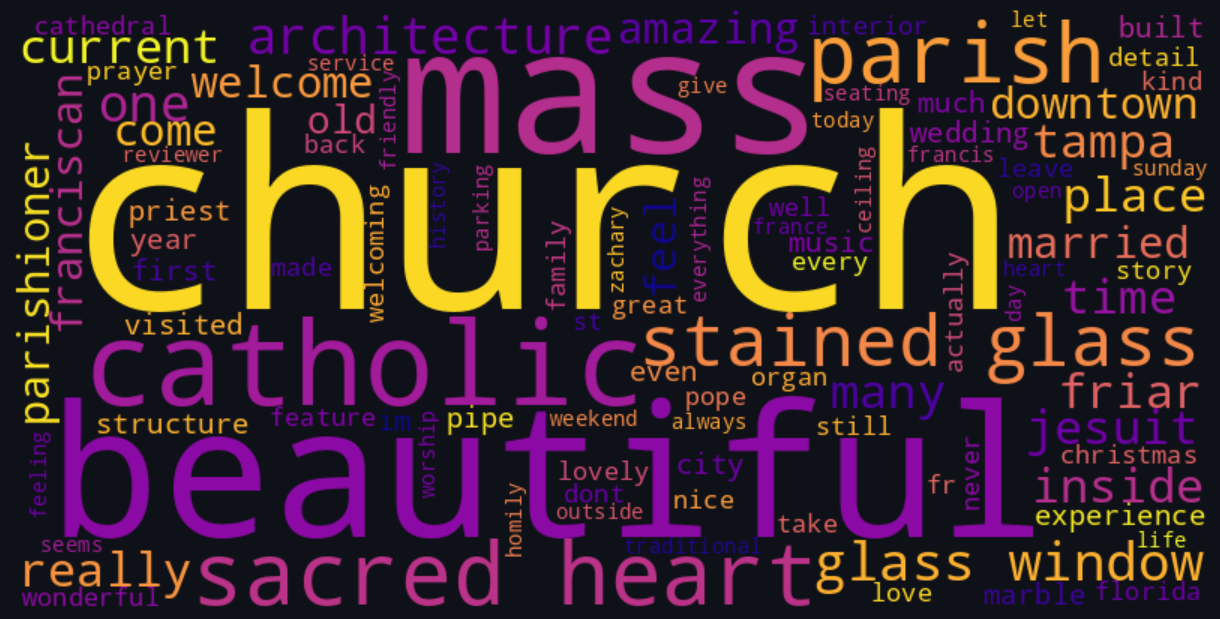 cathedral
current
architecture
amazing
interior
let
built
prayer
welcome
service
mass
give
parish
detail
kind
franciscan
one
friendly
seating
much
downtown
come
old
today
wedding
tampa
reviewer
back
francis
leave
sunday
church
parishioner
priest
history
parking
ceiling
open
place
year
welcoming
family
zachary
feel
everything
well
france
music
married
first
made
every
heart
story
great
actually
day
time
visited
st
catholic
stained glass
even
organ
pope
many
friar
structure
feature
im
worship
pipe
weekend
always
still
jesuit
feeling
beautiful
lovely
city
never
christmas
dont
nice
fr
inside
outside
homily
take
experience
seems
traditional
life
really
sacred heart
glass window
wonderful
love
marble
florida